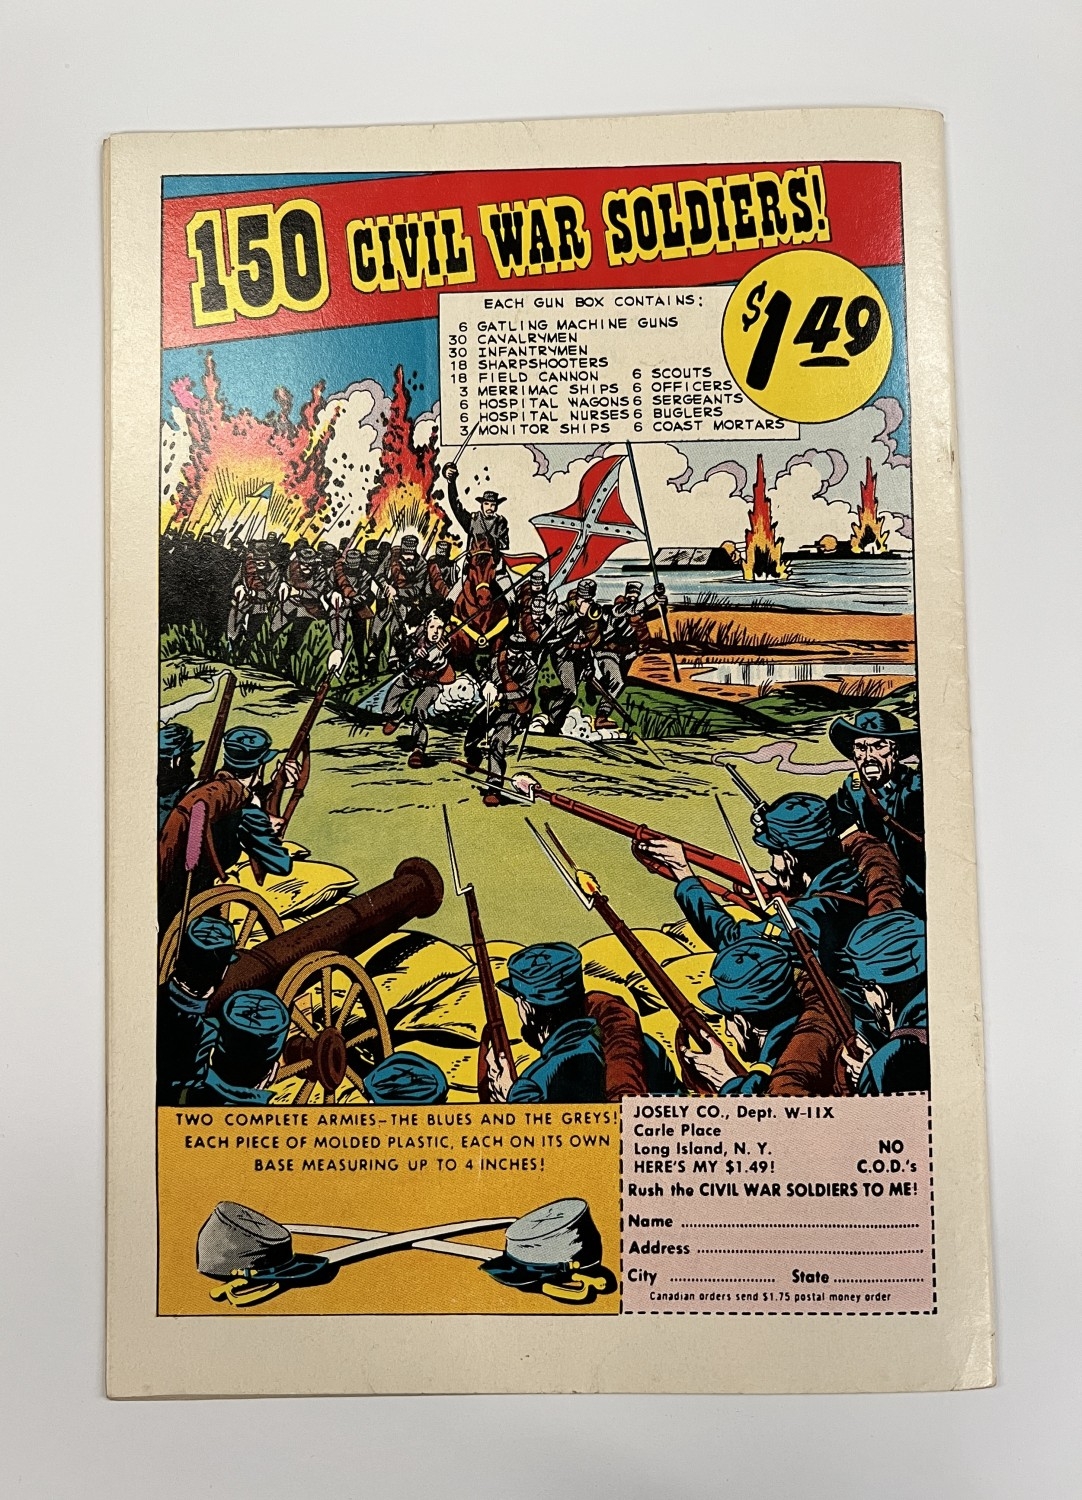 150 CIVIL WAR SOLDIERS!
$1.49
EACH GUN BOX CONTAINS:
6 GATLING MACHINE GUNS
30 CAVALRYMEN
30 INFANTRYMEN
18 SHARPSHOOTERS
18 FIELD CANNON 6 SCOUTS
3 MERRIMAC SHIPS 6 OFFICERS
6 HOSPITAL WAGONS 6 SERGEANTS
6 HOSPITAL NURSES 6 BUGLERS
3 MONITOR SHIPS 6 COAST MORTARS
TWO COMPLETE ARMIES-THE BLUES AND THE GREYS!
EACH PIECE OF MOLDED PLASTIC, EACH ON ITS OWN
BASE MEASURING UP TO 4 INCHES!
JOSELY CO., Dept. W-11X
Carle Place
Long Island, N. Y. NO
HERE'S MY $1.49! C.O.D.'s
Rush the CIVIL WAR SOLDIERS TO ME!
Name
Address
City State
Canadian orders send $1.75 postal money order